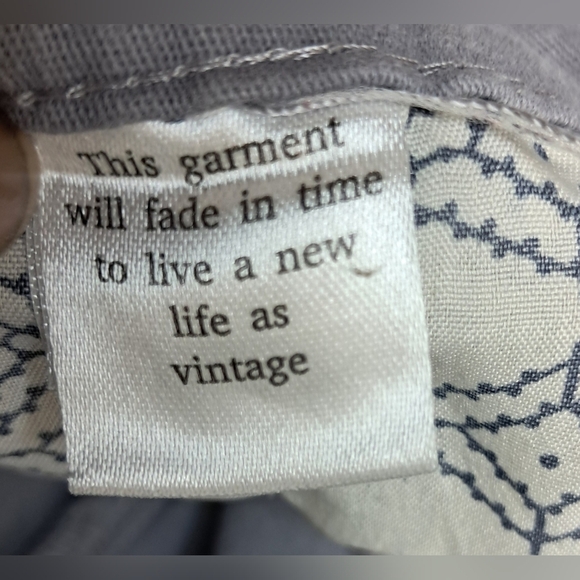 This garment
will fade in time
to live a new
life as
vintage